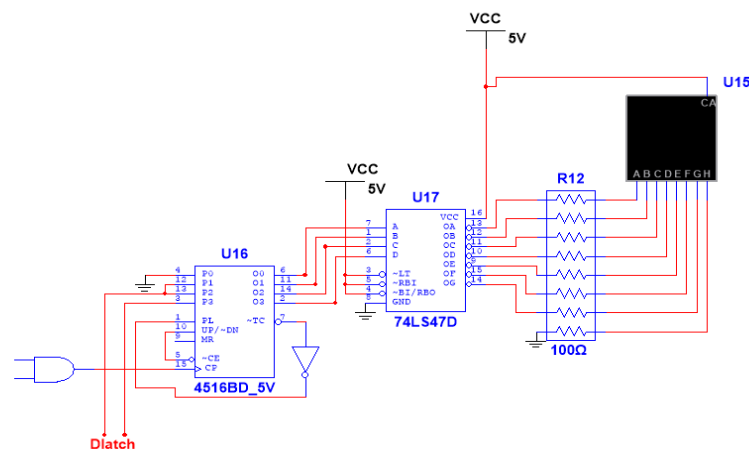 VCC
5V
U15
CA
A B C D E F G H
VCC
5V
U17
R12
7 A
1 B
2 C
6 D
3 ~LT
5 ~RBI
4 ~BI/RBO
8 GND
VCC 16
OA 13
OB 12
OC 11
OD 10
OE 9
OF 15
OG 14
74LS47D
100Ω
U16
4 P0
12 P1
13 P2
3 P3
1 PL
10 UP/~DN
9 MR
5 ~CE
15 CP
O0 6
O1 11
O2 14
O3 2
~TC 7
4516BD_5V
Dlatch